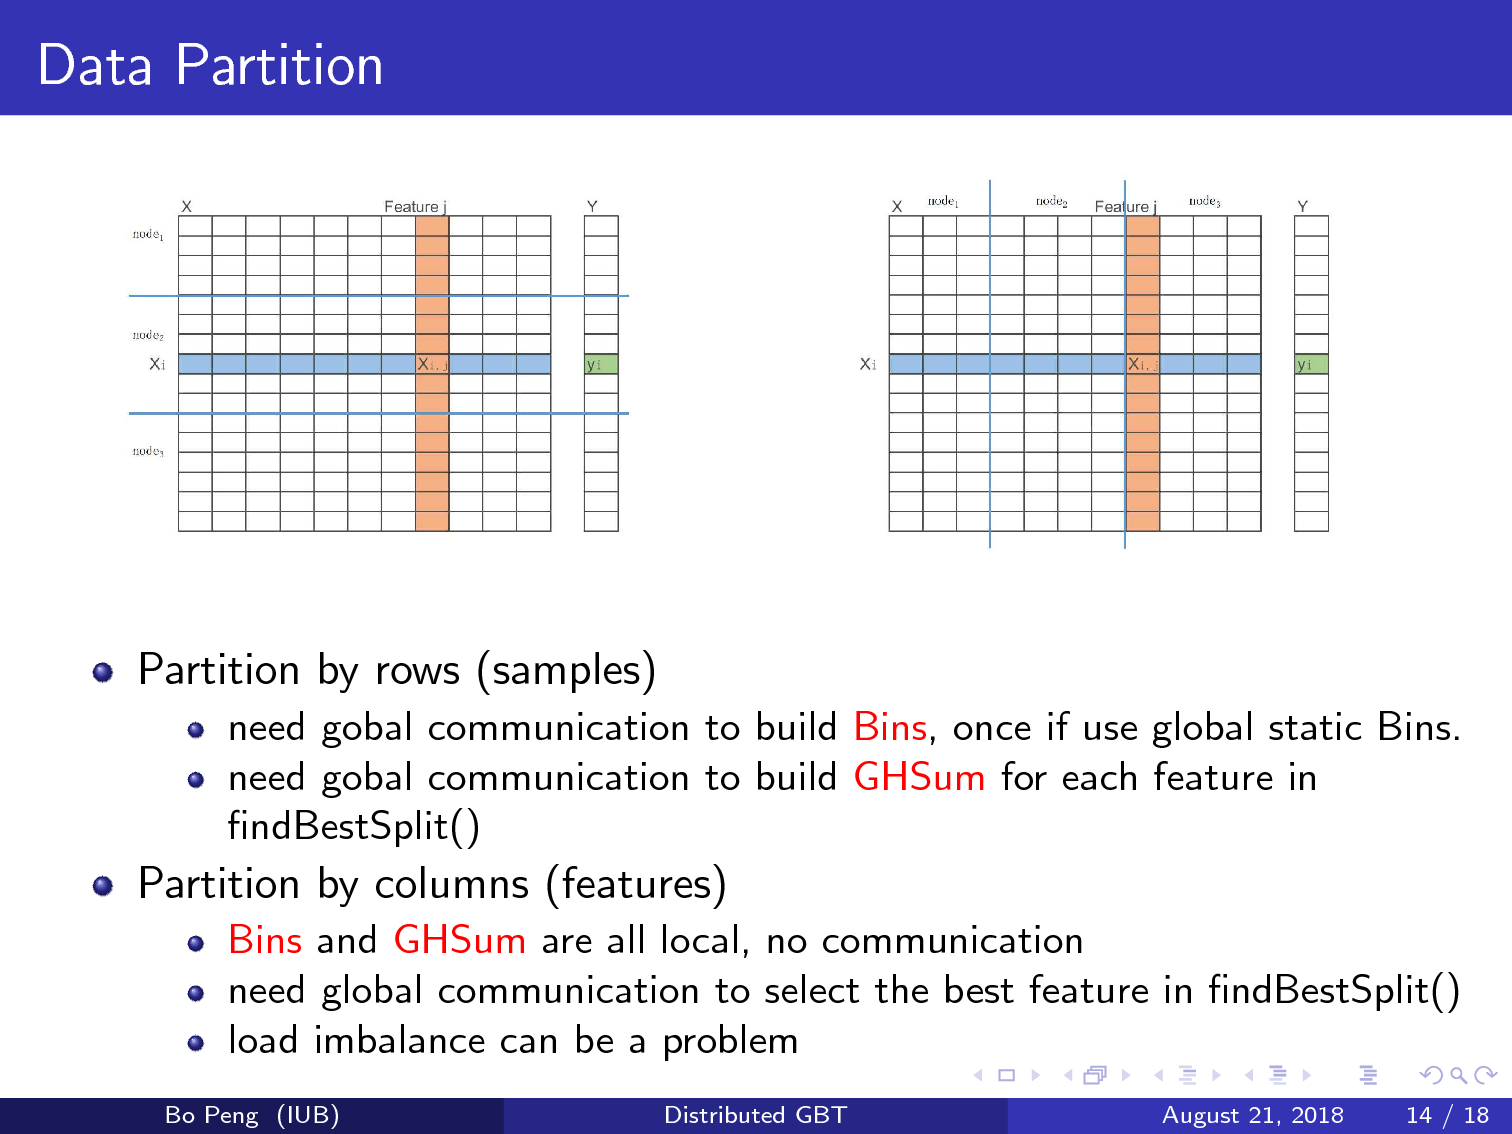 Data Partition
X Feature j Y
node1
node2
Xi Xi, j yi
node3
X node1 node2 Feature j node3 Y
Xi Xi, j yi
Partition by rows (samples)
need gobal communication to build Bins, once if use global static Bins.
need gobal communication to build GHSum for each feature in
findBestSplit()
Partition by columns (features)
Bins and GHSum are all local, no communication
need global communication to select the best feature in findBestSplit()
load imbalance can be a problem
Bo Peng (IUB) Distributed GBT August 21, 2018 14 / 18